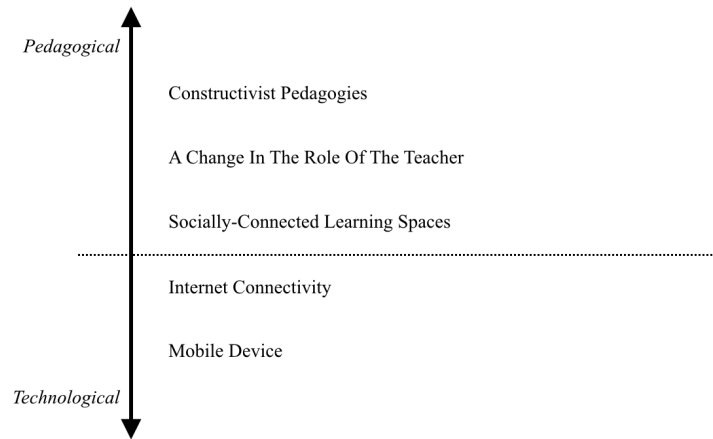 Pedagogical
Constructivist Pedagogies
A Change In The Role Of The Teacher
Socially-Connected Learning Spaces
Internet Connectivity
Mobile Device
Technological